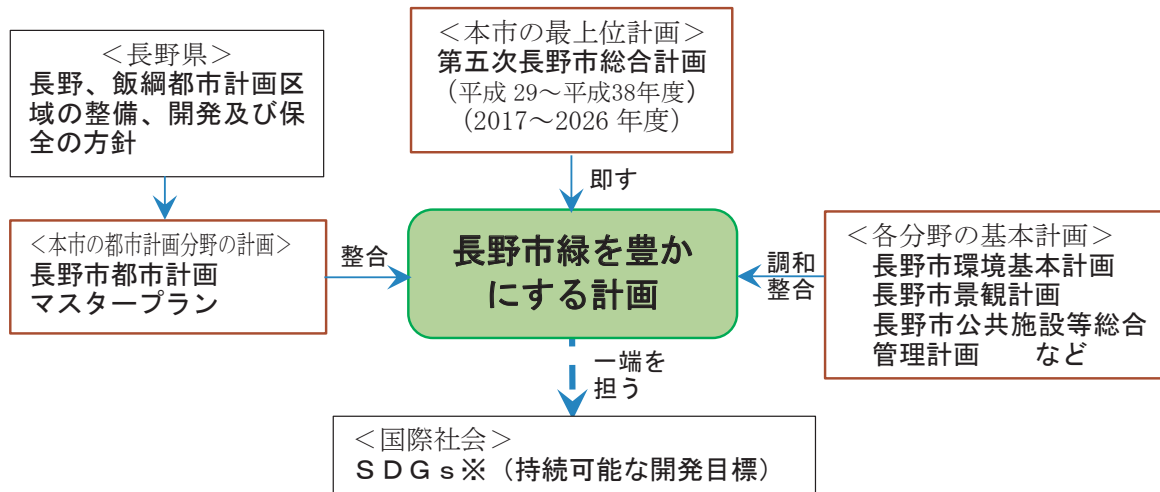 ＜長野県＞
長野、飯綱都市計画区
域の整備、開発及び保
全の方針
＜本市の最上位計画＞
第五次長野市総合計画
（平成 29～平成38年度）
（2017～2026 年度）
即す
＜本市の都市計画分野の計画＞
長野市都市計画
マスタープラン
整合
長野市緑を豊か
にする計画
調和
整合
＜各分野の基本計画＞
長野市環境基本計画
長野市景観計画
長野市公共施設等総合
管理計画　　など
一端を
担う
＜国際社会＞
ＳＤＧｓ※（持続可能な開発目標）